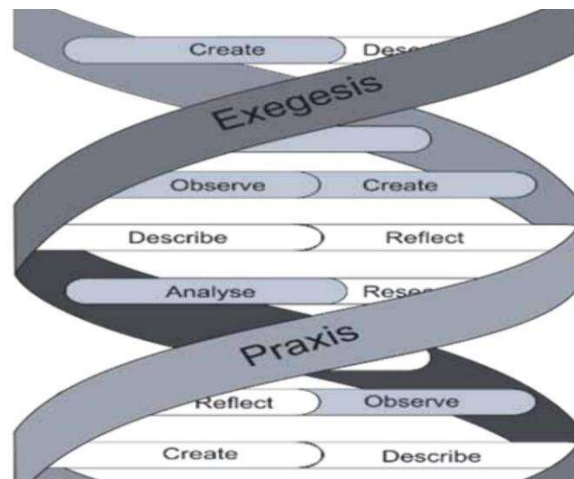 Create
Exegesis
Observe Create
Describe Reflect
Analyse
Praxis
Reflect Observe
Create Describe